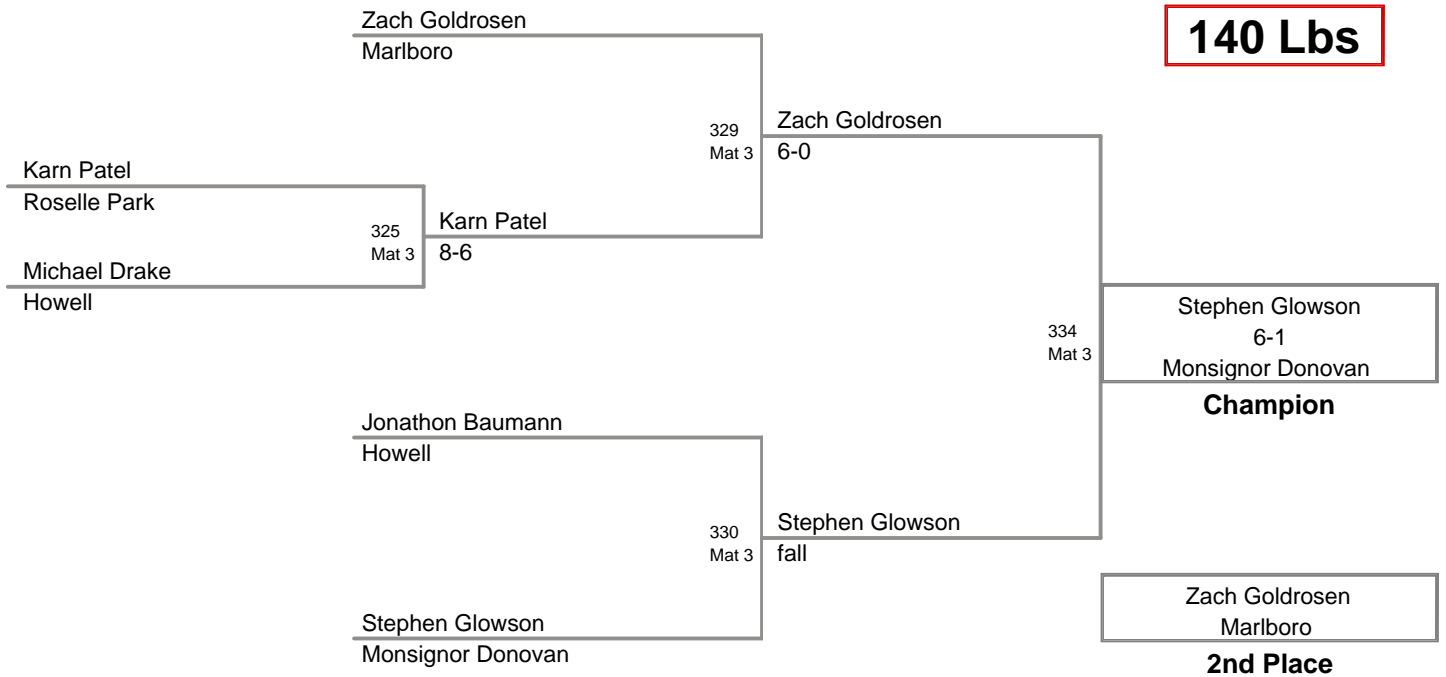 Zach Goldrosen
140 Lbs
Marlboro
329
Mat 3
Zach Goldrosen
6-0
Karn Patel
Roselle Park
325
Mat 3
Karn Patel
8-6
Michael Drake
Howell
334
Mat 3
Stephen Glowson
6-1
Monsignor Donovan
Champion
Jonathon Baumann
Howell
330
Mat 3
Stephen Glowson
fall
Stephen Glowson
Monsignor Donovan
Zach Goldrosen
Marlboro
2nd Place